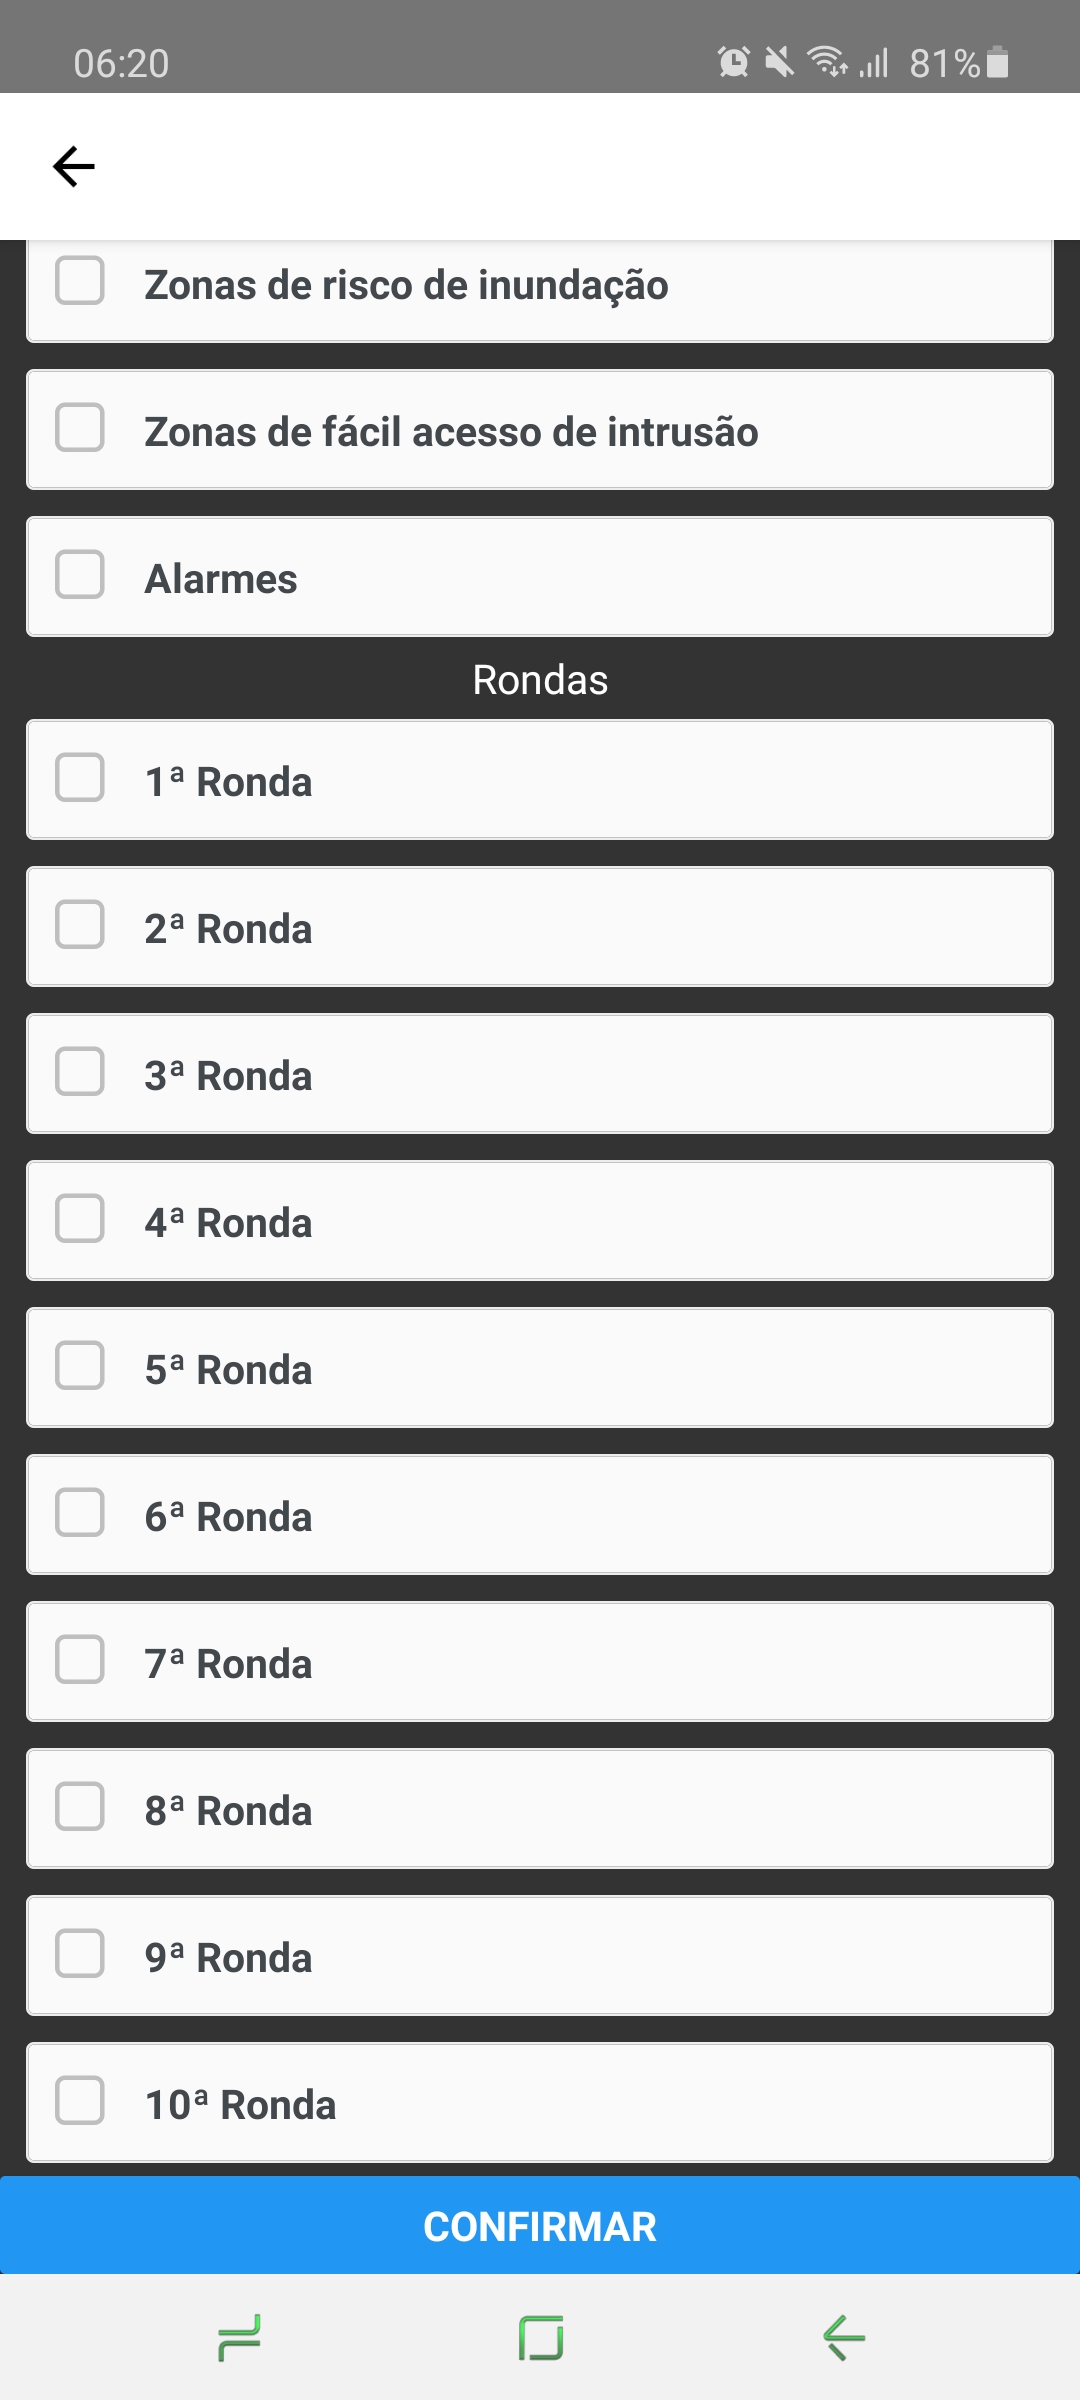 06:20
81%
Zonas de risco de inundação
Zonas de fácil acesso de intrusão
Alarmes
Rondas
1ª Ronda
2ª Ronda
3ª Ronda
4ª Ronda
5ª Ronda
6ª Ronda
7ª Ronda
8ª Ronda
9ª Ronda
10ª Ronda
CONFIRMAR